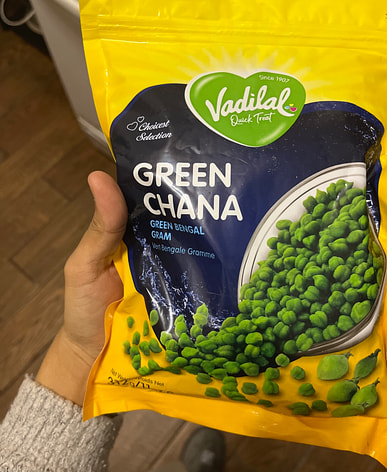 Since 1907
Vadilal
Quick Treat
Choicest
Selection
GREEN
CHANA
GREEN BENGAL
GRAM
Vert Bengale Gramme